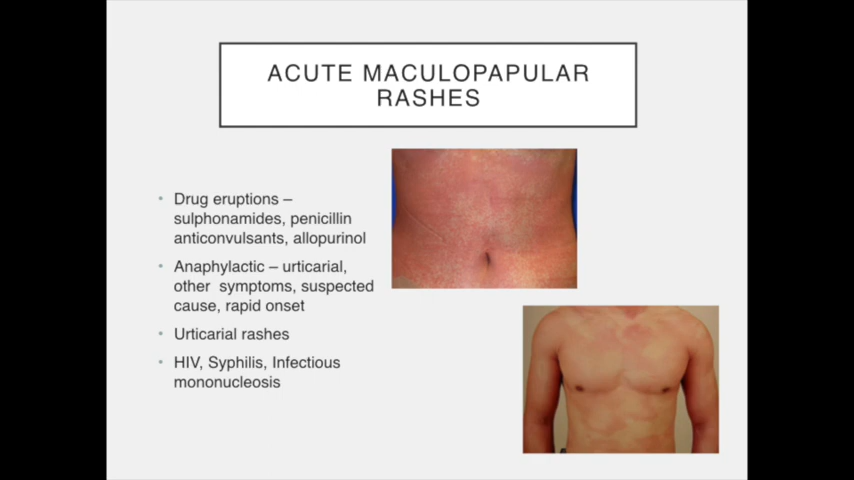 ACUTE MACULOPAPULAR
RASHES
• Drug eruptions –
sulphonamides, penicillin
anticonvulsants, allopurinol
• Anaphylactic – urticarial,
other symptoms, suspected
cause, rapid onset
• Urticarial rashes
• HIV, Syphilis, Infectious
mononucleosis